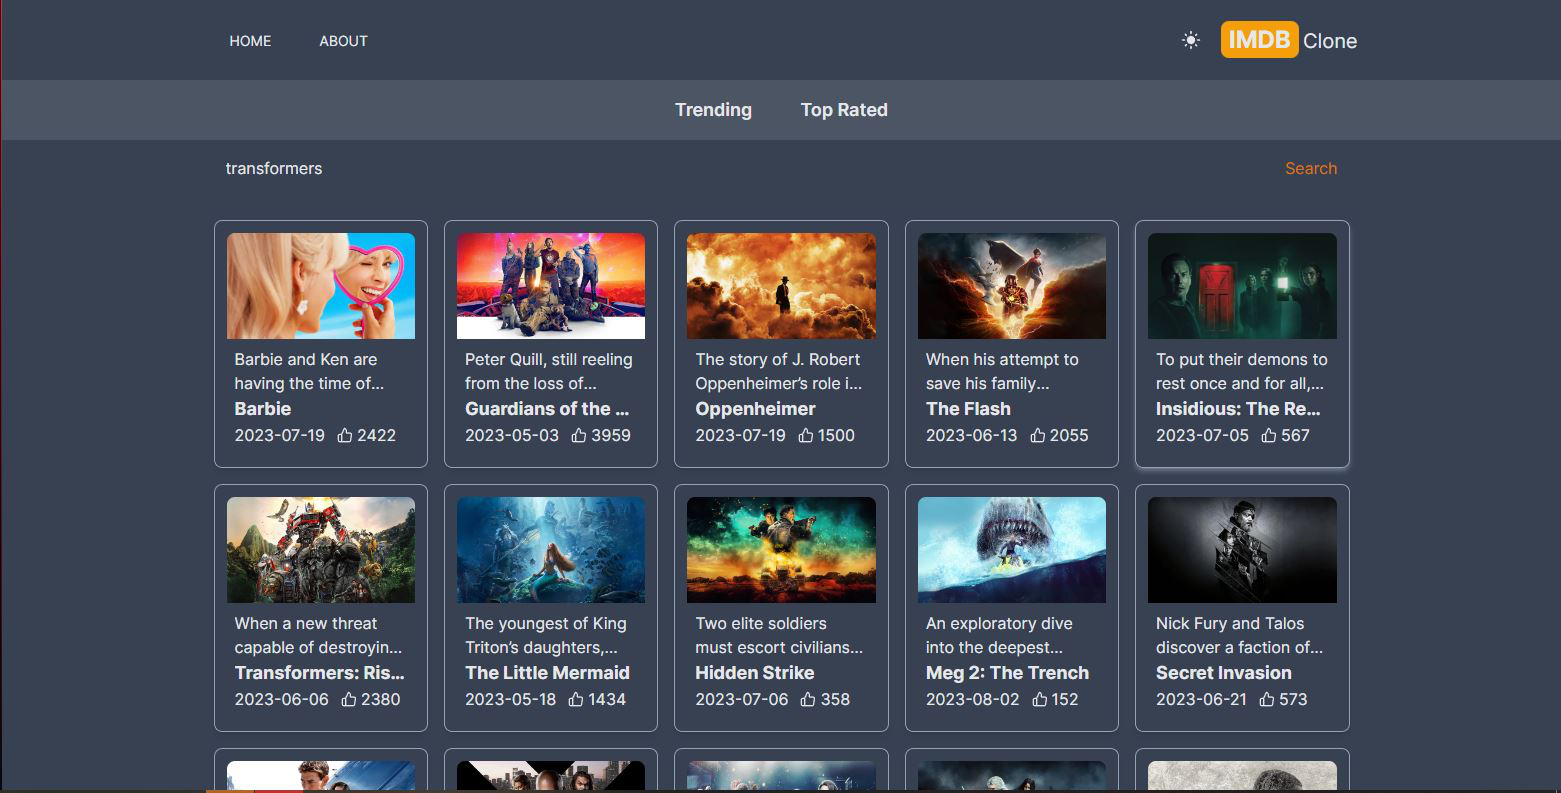 HOME ABOUT IMDB Clone
Trending Top Rated
transformers Search
Barbie and Ken are
having the time of...
Barbie
2023-07-19 2422
Peter Quill, still reeling
from the loss of...
Guardians of the ...
2023-05-03 3959
The story of J. Robert
Oppenheimer’s role i...
Oppenheimer
2023-07-19 1500
When his attempt to
save his family...
The Flash
2023-06-13 2055
To put their demons to
rest once and for all,...
Insidious: The Re...
2023-07-05 567
When a new threat
capable of destroyin...
Transformers: Ris...
2023-06-06 2380
The youngest of King
Triton’s daughters,...
The Little Mermaid
2023-05-18 1434
Two elite soldiers
must escort civilians...
Hidden Strike
2023-07-06 358
An exploratory dive
into the deepest...
Meg 2: The Trench
2023-08-02 152
Nick Fury and Talos
discover a faction of...
Secret Invasion
2023-06-21 573